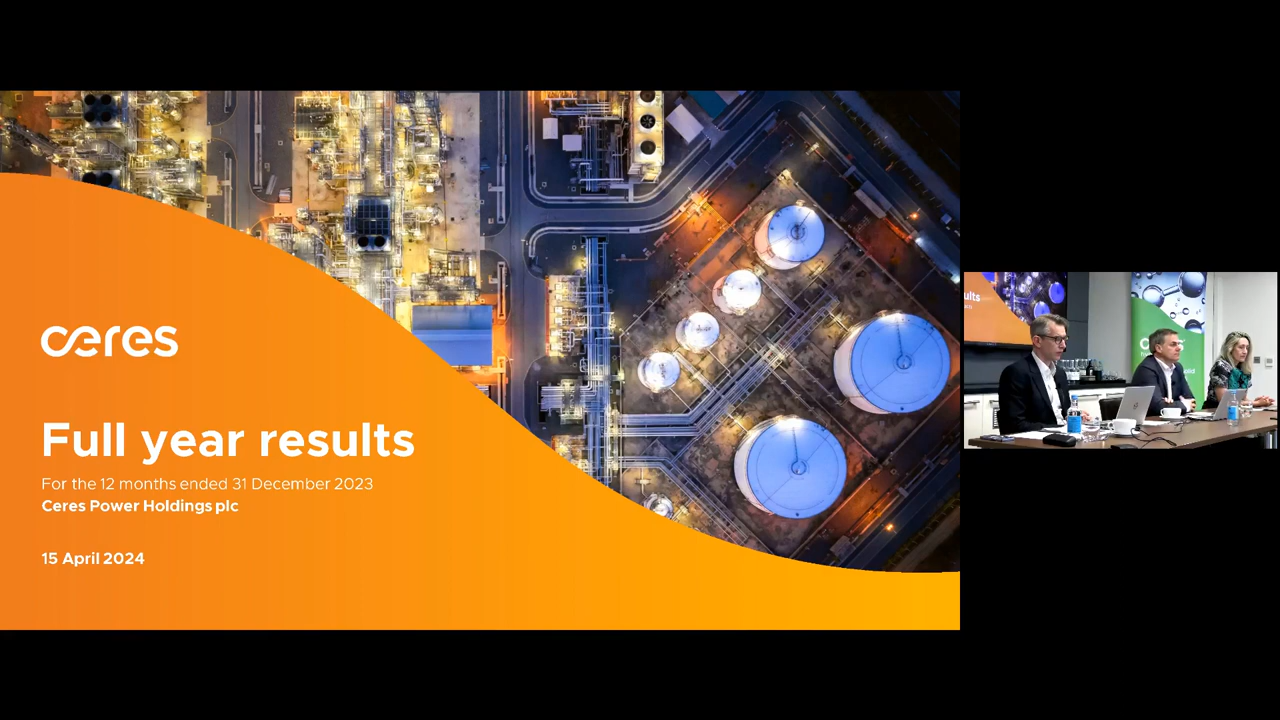 ceres
Full year results
For the 12 months ended 31 December 2023
Ceres Power Holdings plc
15 April 2024